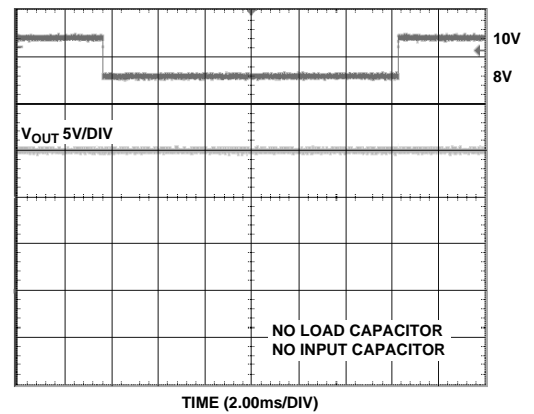 10V
8V
VOUT 5V/DIV
NO LOAD CAPACITOR
NO INPUT CAPACITOR
TIME (2.00ms/DIV)